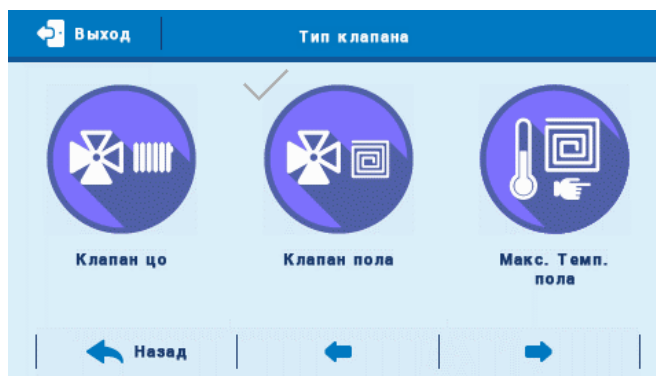 Выход
Тип клапана
Клапан цо
Клапан пола
Макс. Темп.
пола
Назад